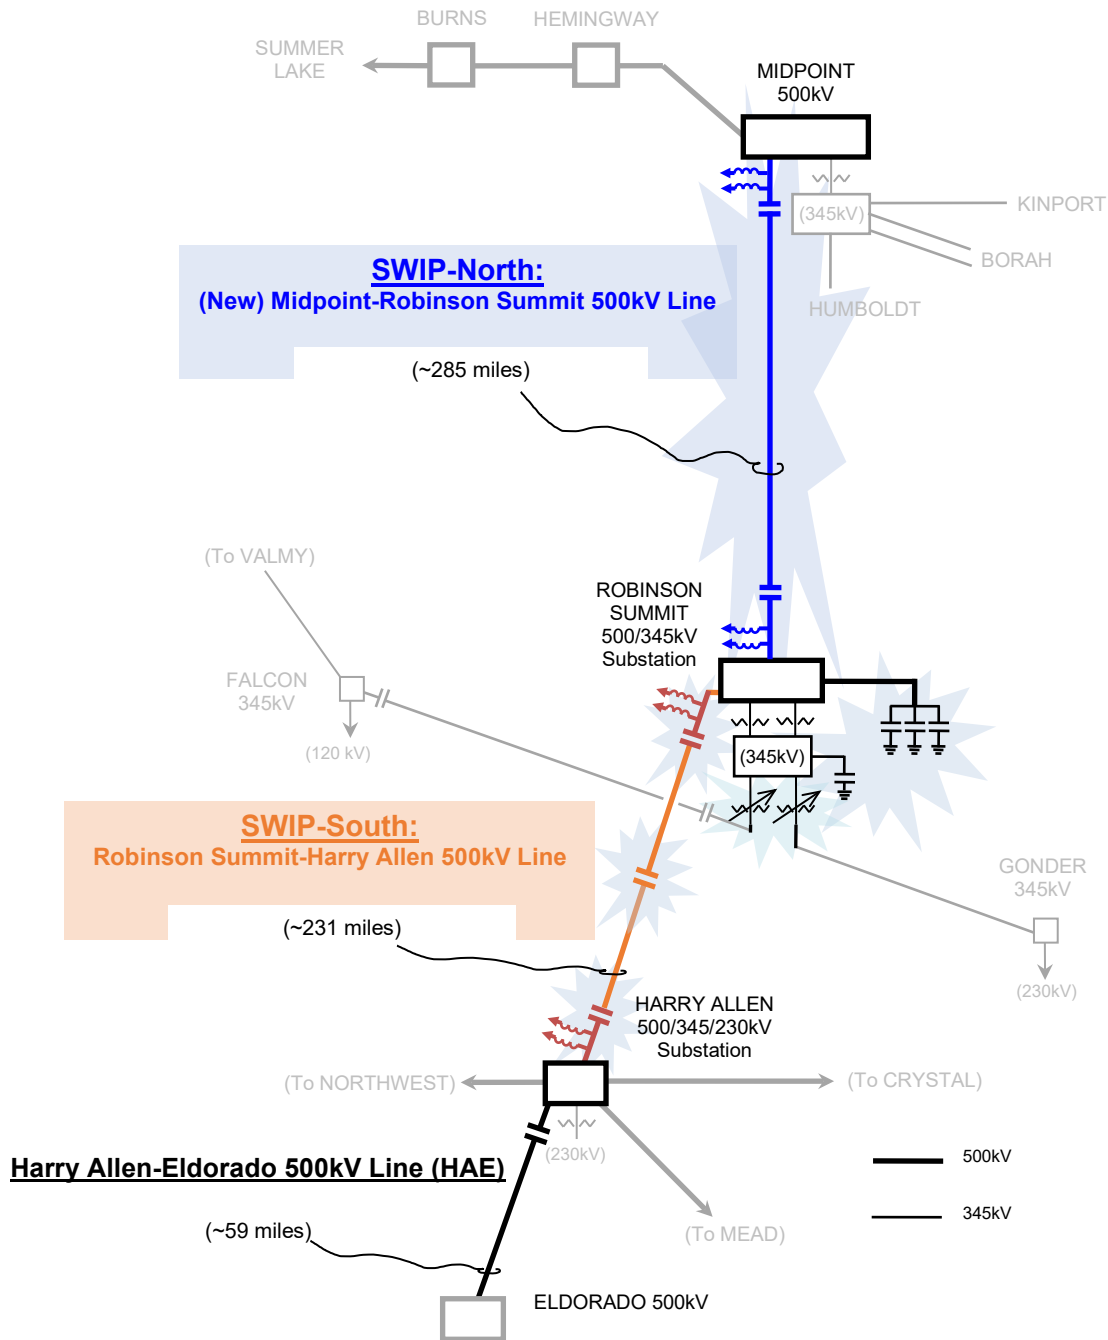 BURNS
HEMINGWAY
SUMMER
LAKE
MIDPOINT
500kV
(345kV)
KINPORT
BORAH
HUMBOLDT
SWIP-North:
(New) Midpoint-Robinson Summit 500kV Line
(~285 miles)
(To VALMY)
ROBINSON
SUMMIT
500/345kV
Substation
FALCON
345kV
(120 kV)
(345kV)
SWIP-South:
Robinson Summit-Harry Allen 500kV Line
(~231 miles)
GONDER
345kV
(230kV)
HARRY ALLEN
500/345/230kV
Substation
(To NORTHWEST)
(To CRYSTAL)
(230kV)
Harry Allen-Eldorado 500kV Line (HAE)
500kV
345kV
(~59 miles)
(To MEAD)
ELDORADO 500kV